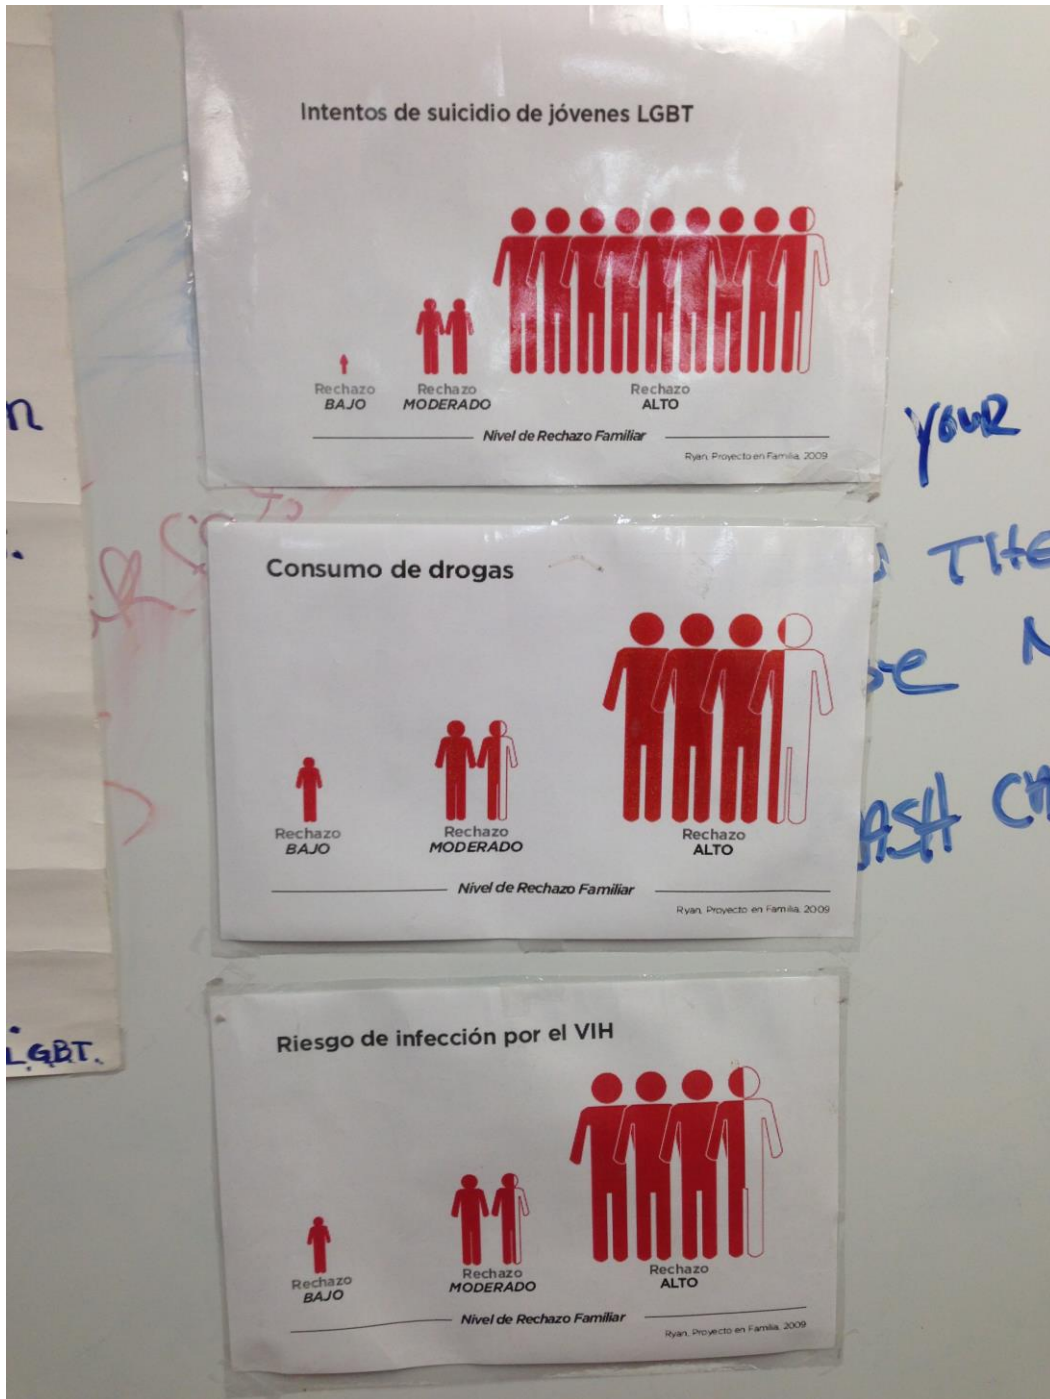 Intentos de suicidio de jóvenes LGBT
Rechazo
BAJO
Rechazo
MODERADO
Rechazo
ALTO
Nivel de Rechazo Familiar
Ryan, Proyecto en Familia, 2009
Consumo de drogas
Rechazo
BAJO
Rechazo
MODERADO
Rechazo
ALTO
Nivel de Rechazo Familiar
Ryan, Proyecto en Familia, 2009
Riesgo de infección por el VIH
Rechazo
BAJO
Rechazo
MODERADO
Rechazo
ALTO
Nivel de Rechazo Familiar
Ryan, Proyecto en Familia, 2009
LGBT.
YOUR
THE